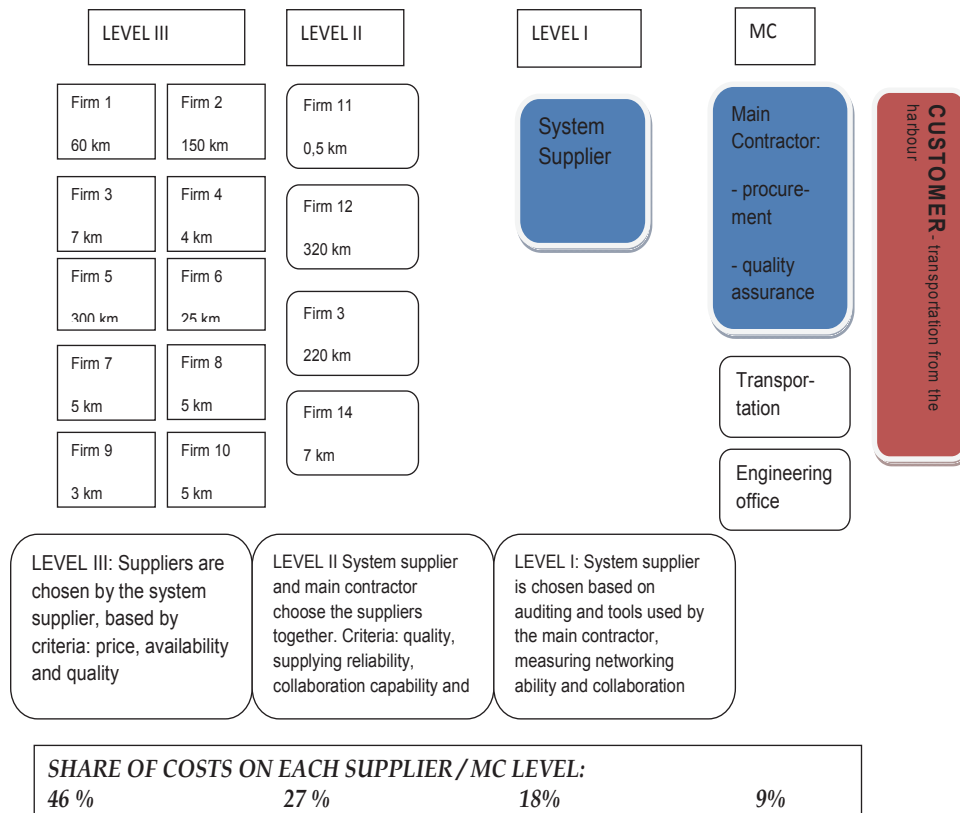 LEVEL III
LEVEL II
LEVEL I
MC
Firm 1
60 km
Firm 2
150 km
Firm 3
7 km
Firm 4
4 km
Firm 5
300 km
Firm 6
25 km
Firm 7
5 km
Firm 8
5 km
Firm 9
3 km
Firm 10
5 km
Firm 11
0,5 km
Firm 12
320 km
Firm 3
220 km
Firm 14
7 km
System
Supplier
Main
Contractor:
- procure-
ment
- quality
assurance
Transpor-
tation
Engineering
office
CUSTOMER- transportation from the
harbour
LEVEL III: Suppliers are
chosen by the system
supplier, based by
criteria: price, availability
and quality
LEVEL II System supplier
and main contractor
choose the suppliers
together. Criteria: quality,
supplying reliability,
collaboration capability and
LEVEL I: System supplier
is chosen based on
auditing and tools used by
the main contractor,
measuring networking
ability and collaboration
SHARE OF COSTS ON EACH SUPPLIER / MC LEVEL:
46 % 27 % 18% 9%